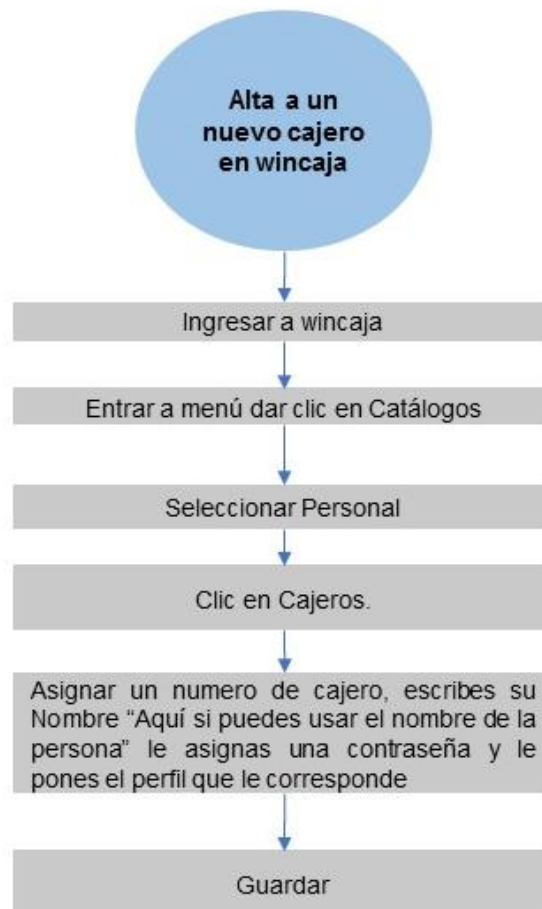 Alta a un
nuevo cajero
en wincaja
Ingresar a wincaja
Entrar a menú dar clic en Catálogos
Seleccionar Personal
Clic en Cajeros.
Asignar un numero de cajero, escribes su
Nombre “Aquí si puedes usar el nombre de la
persona” le asignas una contraseña y le
pones el perfil que le corresponde
Guardar